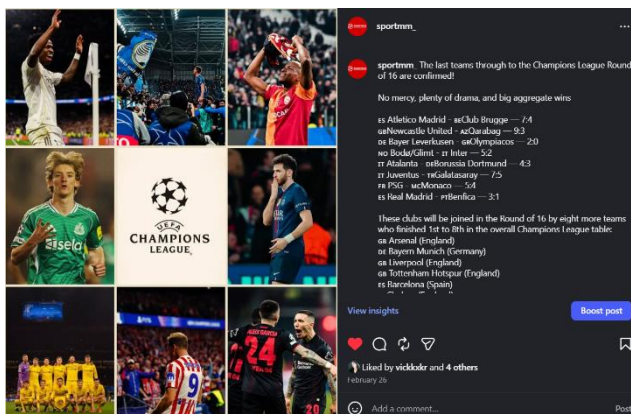 sportmm_
sportmm_ The last teams through to the Champions League Round
of 16 are confirmed!
No mercy, plenty of drama, and big aggregate wins
ES Atletico Madrid - BE Club Brugge — 7:4
GB Newcastle United - AZ Qarabag — 9:3
DE Bayer Leverkusen - GR Olympiacos — 2:0
NO Bodø/Glimt - IT Inter — 5:2
IT Atalanta - DE Borussia Dortmund — 4:3
IT Juventus - TR Galatasaray — 7:5
FR PSG - MC Monaco — 5:4
ES Real Madrid - PT Benfica — 3:1
These clubs will be joined in the Round of 16 by eight more teams
who finished 1st to 8th in the overall Champions League table:
GB Arsenal (England)
DE Bayern Munich (Germany)
GB Liverpool (England)
GB Tottenham Hotspur (England)
ES Barcelona (Spain)
View insights
Boost post
Liked by vickkxkr and 4 others
February 26
Add a comment...
Post
sela
UEFA
CHAMPIONS
LEAGUE
9
ALEIX GARCIA
24
20